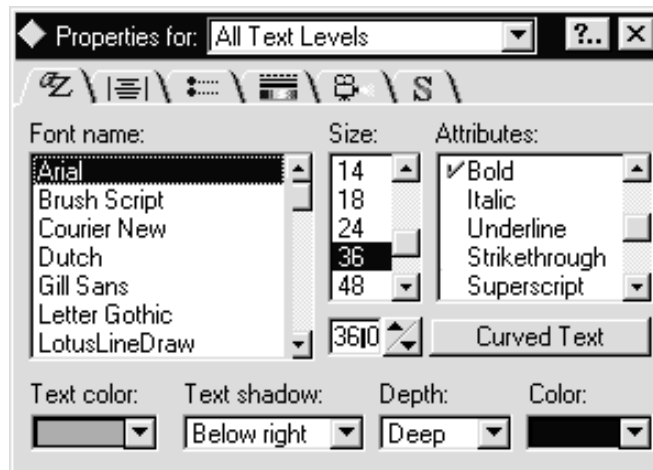 Properties for: All Text Levels ?..
S
Font name: Size: Attributes:
Arial 14 Bold
Brush Script 18 Italic
Courier New 24 Underline
Dutch 36 Strikethrough
Gill Sans 48 Superscript
Letter Gothic
LotusLineDraw Curved Text
Text color: Text shadow: Depth: Color:
Below right Deep